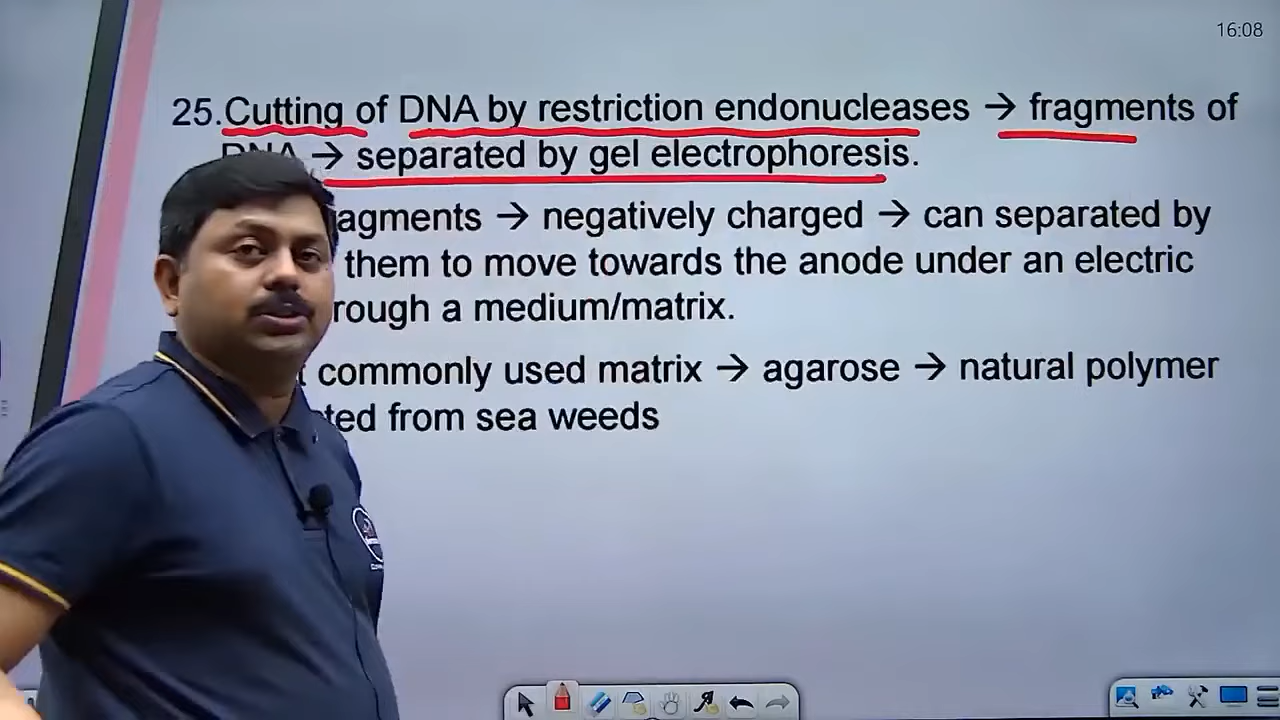 16:08
25.Cutting of DNA by restriction endonucleases → fragments of
DNA → separated by gel electrophoresis.
agments → negatively charged → can separated by
them to move towards the anode under an electric
rough a medium/matrix.
commonly used matrix → agarose → natural polymer
ted from sea weeds